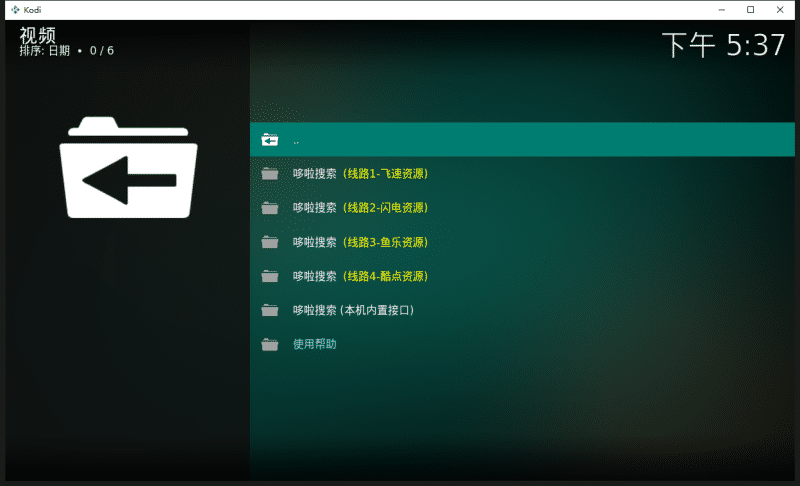 Kodi
视频
排序: 日期 • 0 / 6
下午 5:37
..
哆啦搜索 (线路1-飞速资源)
哆啦搜索 (线路2-闪电资源)
哆啦搜索 (线路3-鱼乐资源)
哆啦搜索 (线路4-酷点资源)
哆啦搜索 (本机内置接口)
使用帮助